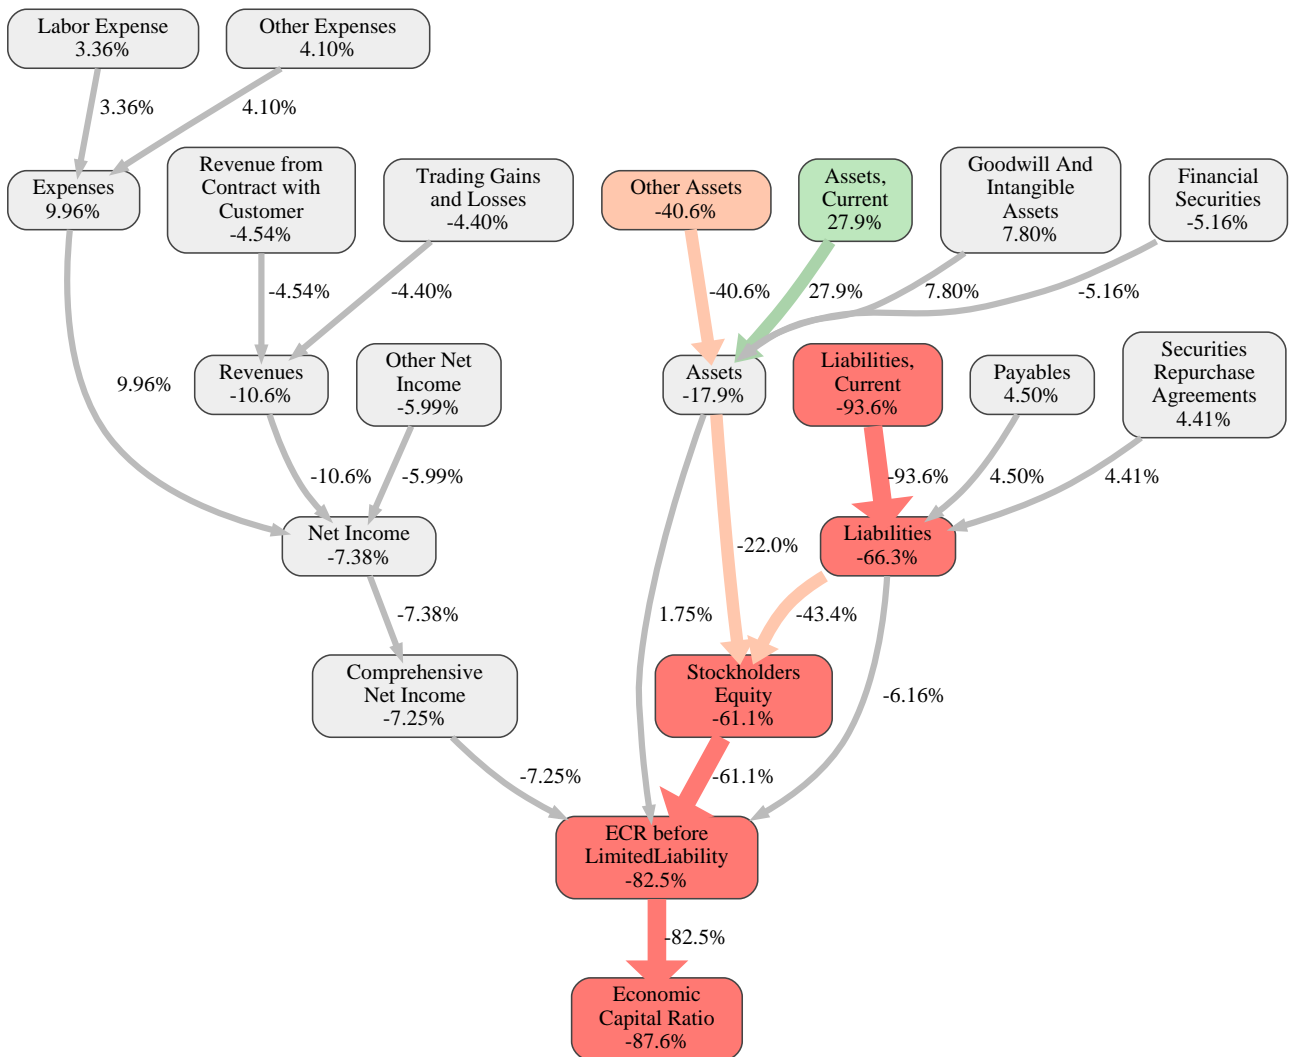 Labor Expense
3.36%
Other Expenses
4.10%
3.36%
4.10%
Expenses
9.96%
Revenue from
Contract with
Customer
-4.54%
Trading Gains
and Losses
-4.40%
Other Assets
-40.6%
Assets,
Current
27.9%
Goodwill And
Intangible
Assets
7.80%
Financial
Securities
-5.16%
-4.54%
-4.40%
-40.6%
27.9%
7.80%
-5.16%
9.96%
Revenues
-10.6%
Other Net
Income
-5.99%
Assets
-17.9%
Liabilities,
Current
-93.6%
Payables
4.50%
Securities
Repurchase
Agreements
4.41%
-10.6%
-5.99%
-93.6%
4.50%
4.41%
Net Income
-7.38%
-22.0%
Liabilities
-66.3%
-7.38%
1.75%
-43.4%
Comprehensive
Net Income
-7.25%
Stockholders
Equity
-61.1%
-6.16%
-7.25%
-61.1%
ECR before
LimitedLiability
-82.5%
-82.5%
Economic
Capital Ratio
-87.6%